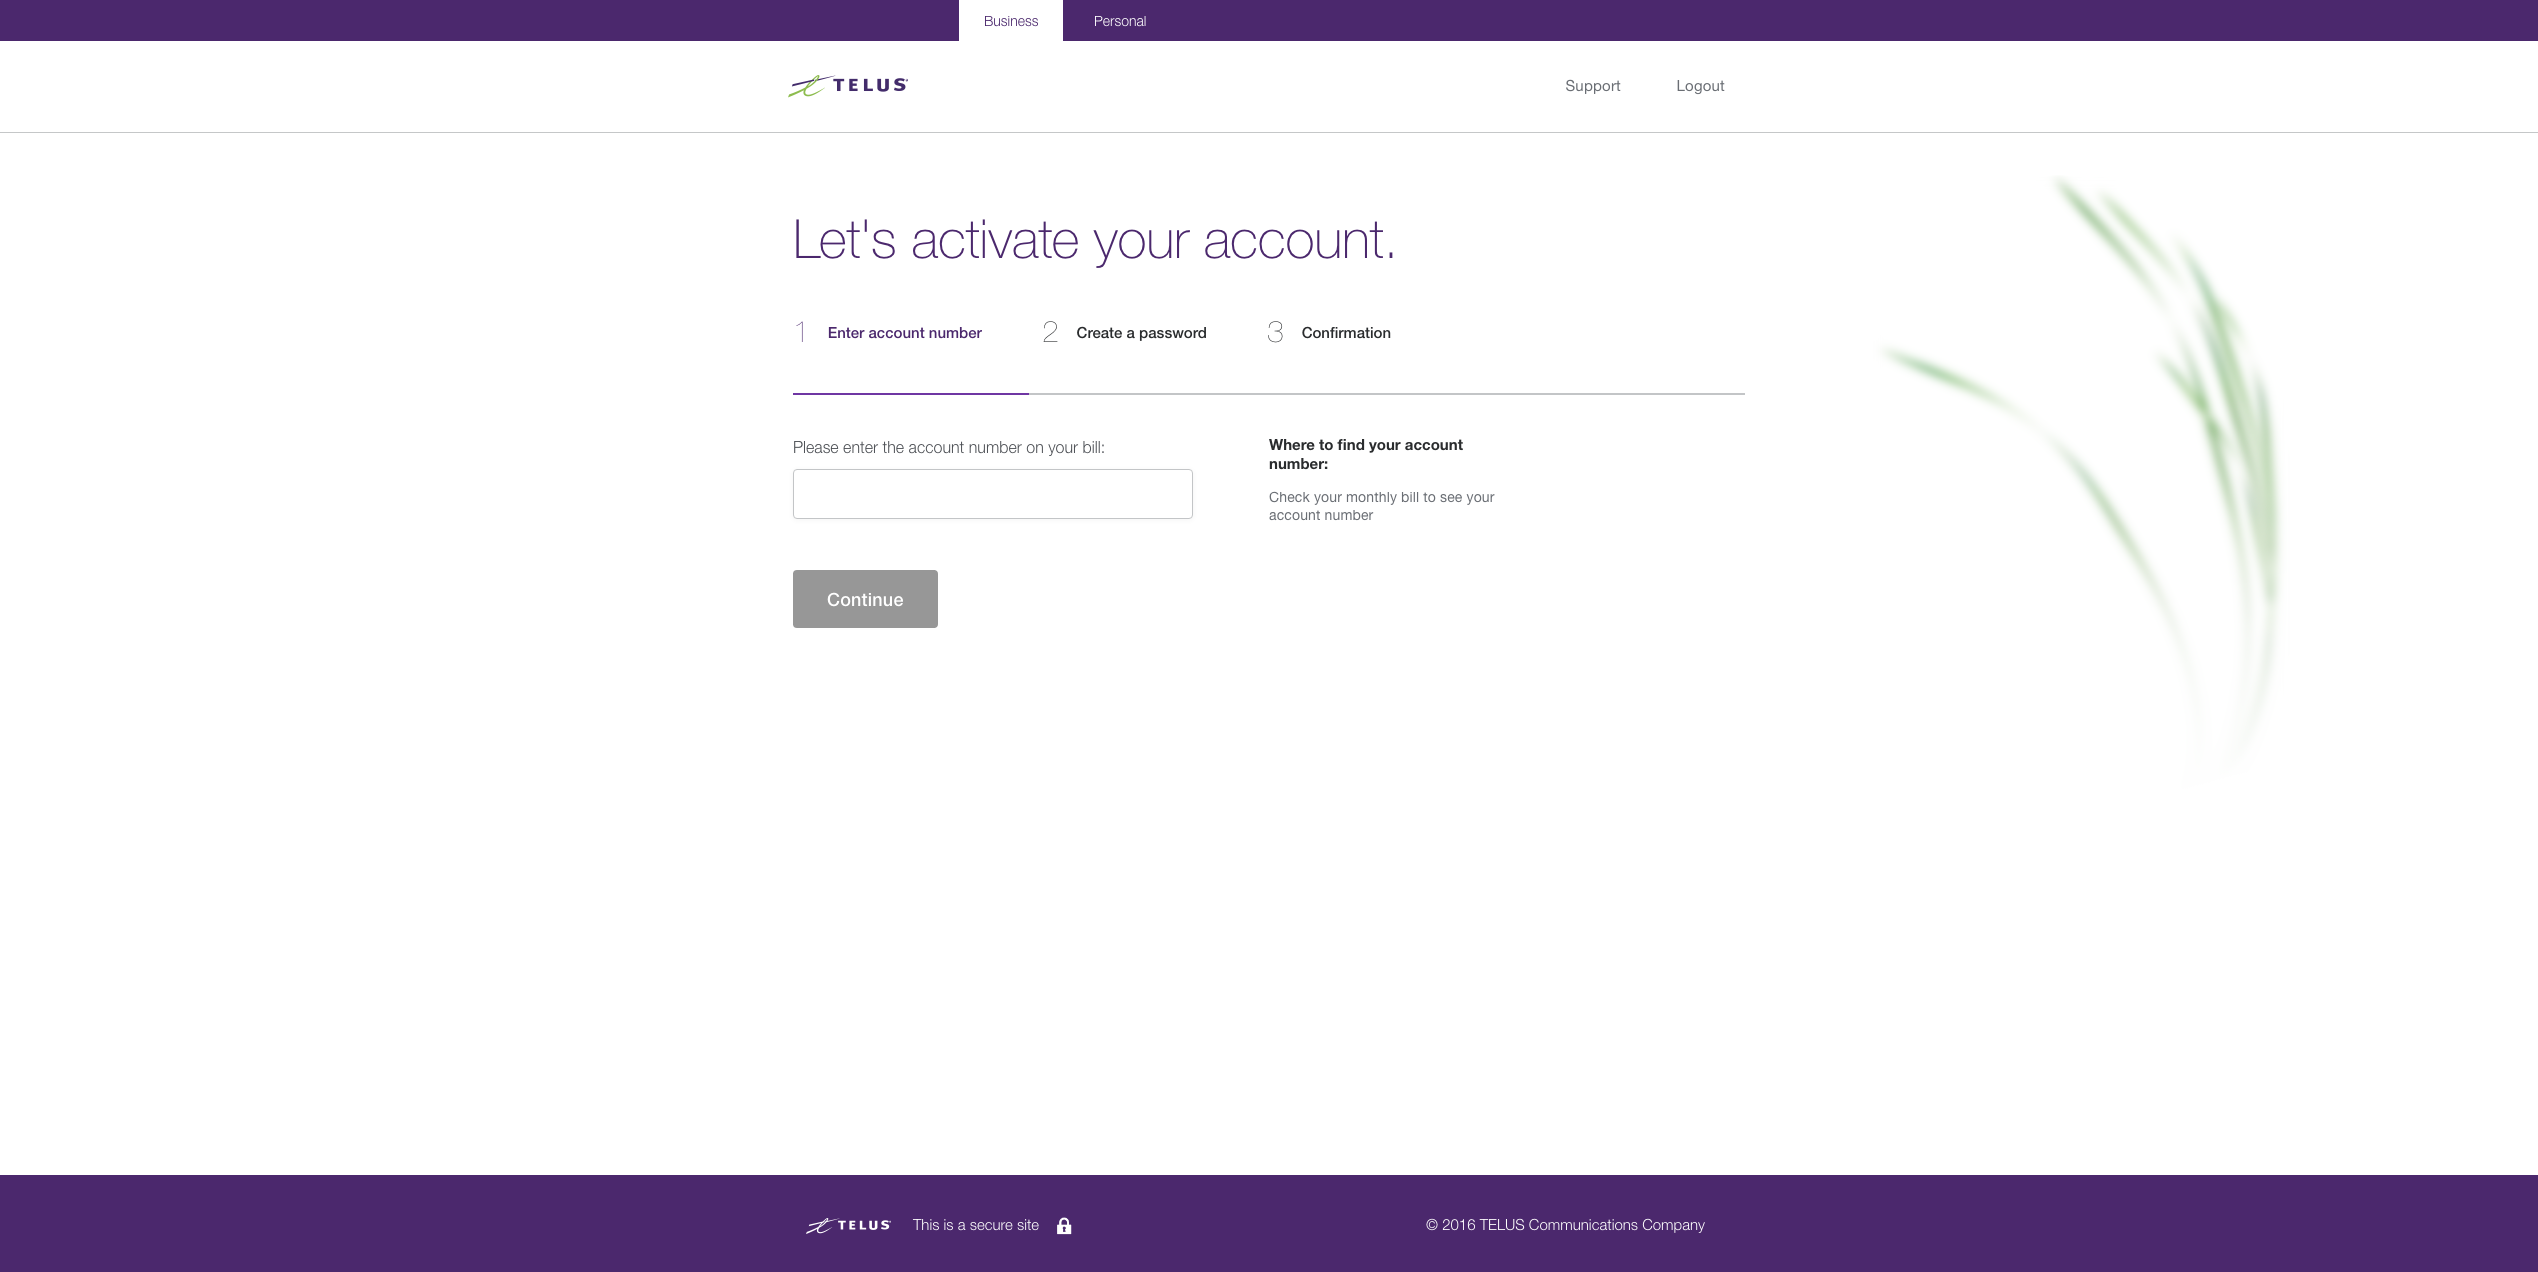 Business Personal
TELUS Support Logout
Let's activate your account.
1 Enter account number 2 Create a password 3 Confirmation
Please enter the account number on your bill:
Where to find your account
number:
Check your monthly bill to see your
account number
Continue
TELUS This is a secure site © 2016 TELUS Communications Company